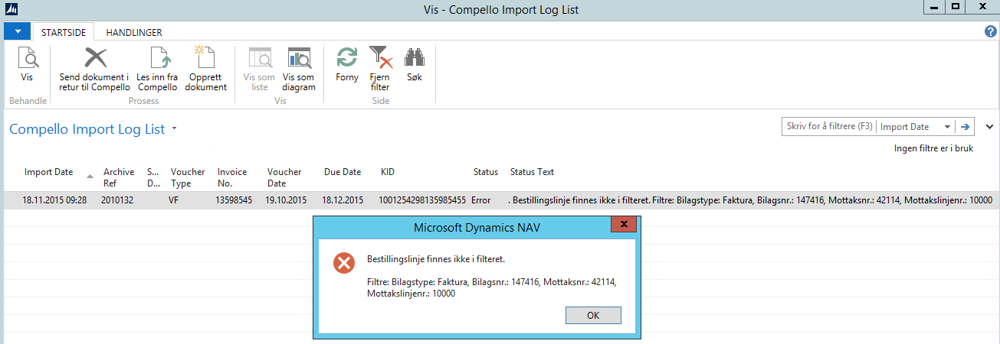 Vis - Compello Import Log List
STARTSIDE HANDLINGER
Vis
Send dokument i retur til Compello
Les inn fra Compello
Opprett dokument
Vis som liste
Vis som diagram
Forny
Fjern filter
Søk
Behandle Prosess Vis Side
Compello Import Log List
Skriv for å filtrere (F3) Import Date
Ingen filtre er i bruk
Import Date Archive Ref S... D... Voucher Type Invoice No. Voucher Date Due Date KID Status Status Text
18.11.2015 09:28 2010132 VF 13598545 19.10.2015 18.12.2015 1001254298135985455 Error . Bestillingslinje finnes ikke i filteret. Filtre: Bilagstype: Faktura, Bilagsnr.: 147416, Mottaksnr.: 42114, Mottakslinjenr.: 10000
Microsoft Dynamics NAV
Bestillingslinje finnes ikke i filteret.
Filtre: Bilagstype: Faktura, Bilagsnr.: 147416, Mottaksnr.: 42114,
Mottakslinjenr.: 10000
OK